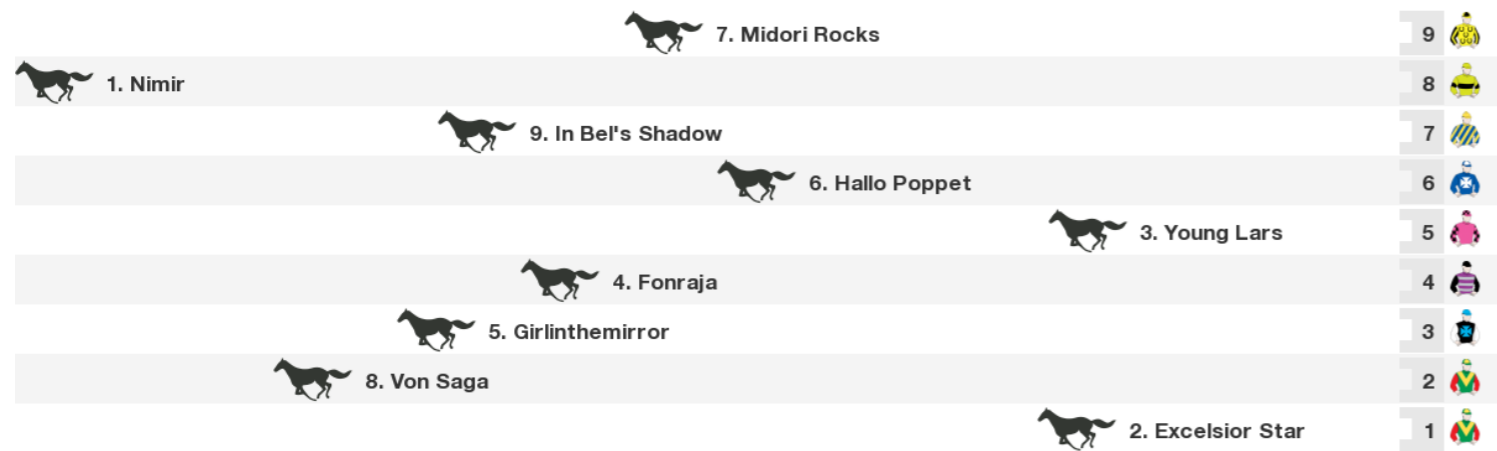 7. Midori Rocks 9
1. Nimir 8
9. In Bel's Shadow 7
6. Hallo Poppet 6
3. Young Lars 5
4. Fonraja 4
5. Girlinthemirror 3
8. Von Saga 2
2. Excelsior Star 1